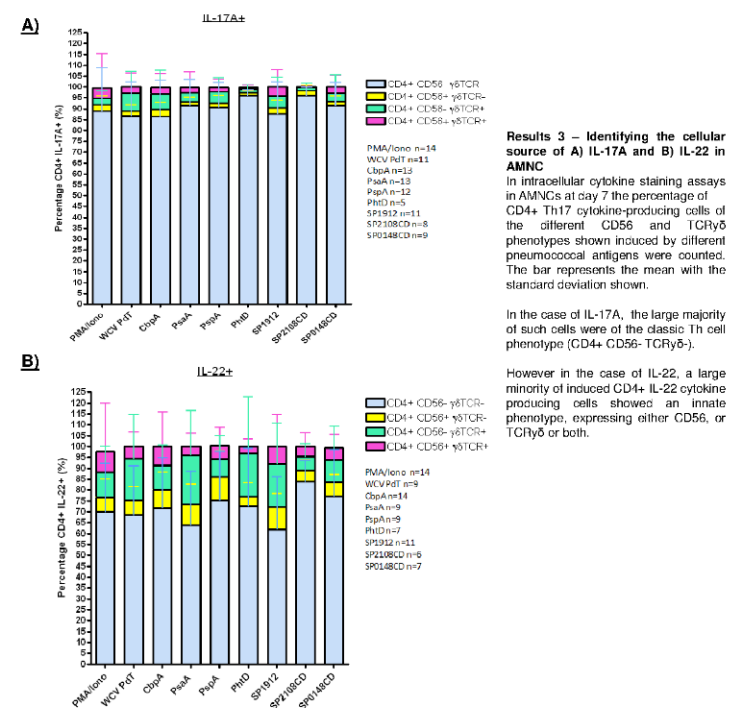 A)
IL-17A+
Percentage CD4+ IL-17A+ (%)
125
120
115
110
105
100
95
90
85
80
75
70
65
60
55
50
45
40
35
30
25
20
15
10
5
0
PMA/Iono
WCV PdT
CbpA
PsaA
PspA
PhtD
SP1912
SP2108CD
SP0148CD
CD4+ CD56- γδTCR-
CD4+ CD56+ γδTCR-
CD4+ CD56- γδTCR+
CD4+ CD56+ γδTCR+
PMA/Iono n=14
WCV PdT n=11
CbpA n=13
PsaA n=13
PspA n=12
PhtD n=5
SP1912 n=11
SP2108CD n=8
SP0148CD n=9
B)
IL-22+
Percentage CD4+ IL-22+ (%)
125
120
115
110
105
100
95
90
85
80
75
70
65
60
55
50
45
40
35
30
25
20
15
10
5
0
PMA/Iono
WCV PdT
CbpA
PsaA
PspA
PhtD
SP1912
SP2108CD
SP0148CD
CD4+ CD56- γδTCR-
CD4+ CD56+ γδTCR-
CD4+ CD56- γδTCR+
CD4+ CD56+ γδTCR+
PMA/Iono n=14
WCV PdT n=9
CbpA n=14
PsaA n=9
PspA n=9
PhtD n=7
SP1912 n=11
SP2108CD n=6
SP0148CD n=7
Results 3 – Identifying the cellular
source of A) IL-17A and B) IL-22 in
AMNC
In intracellular cytokine staining assays
in AMNCs at day 7 the percentage of
CD4+ Th17 cytokine-producing cells of
the different CD56 and TCRyδ
phenotypes shown induced by different
pneumococcal antigens were counted.
The bar represents the mean with the
standard deviation shown.
In the case of IL-17A, the large majority
of such cells were of the classic Th cell
phenotype (CD4+ CD56- TCRyδ-).
However in the case of IL-22, a large
minority of induced CD4+ IL-22 cytokine
producing cells showed an innate
phenotype, expressing either CD56, or
TCRyδ or both.